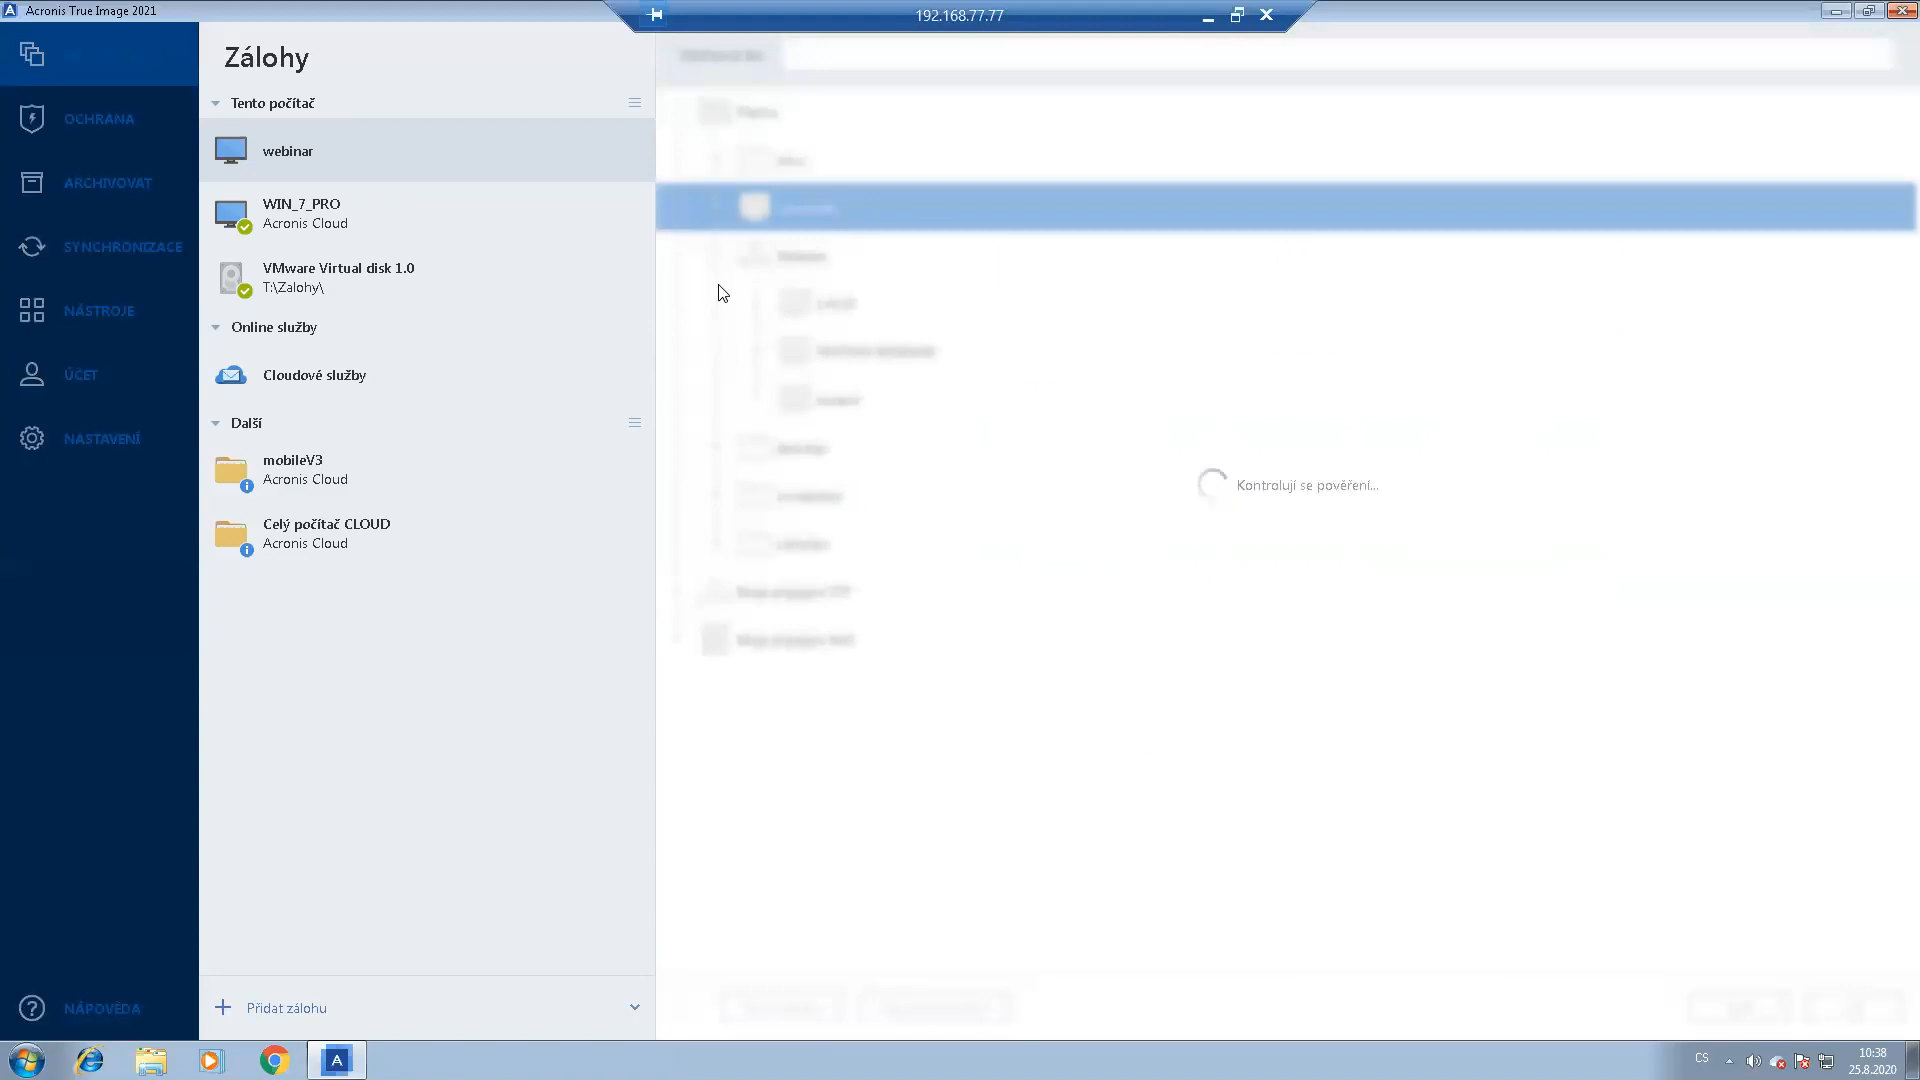 Acronis True Image 2021
192.168.77.77
Zálohy
Tento počítač
webinar
WIN_7_PRO
Acronis Cloud
VMware Virtual disk 1.0
T:\Zalohy\
Online služby
Cloudové služby
Další
mobileV3
Acronis Cloud
Celý počítač CLOUD
Acronis Cloud
Přidat zálohu
OCHRANA
ARCHIVOVAT
SYNCHRONIZACE
NÁSTROJE
ÚČET
NASTAVENÍ
NÁPOVĚDA
Kontrolují se pověření...
CS
10:38
25.8.2020